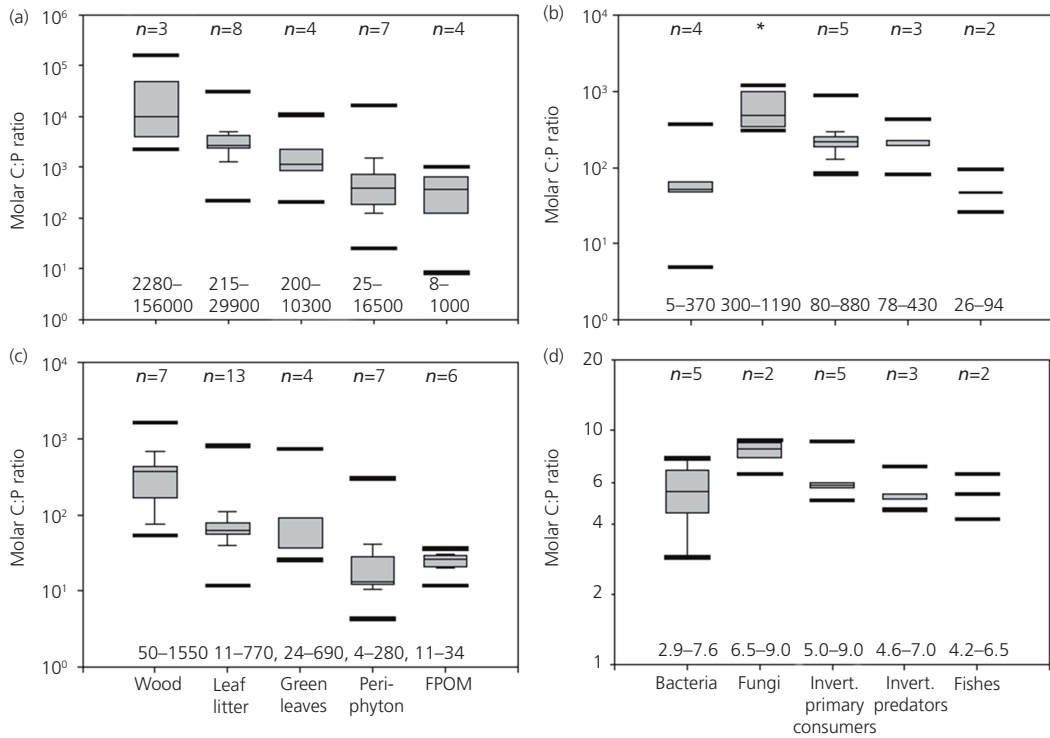 (a)
Molar C:P ratio
10⁶
10⁵
10⁴
10³
10²
10¹
10⁰
n=3 n=8 n=4 n=7 n=4
2280– 215– 200– 25– 8–
156000 29900 10300 16500 1000
(b)
Molar C:P ratio
10⁴
10³
10²
10¹
10⁰
n=4 * n=5 n=3 n=2
5–370 300–1190 80–880 78–430 26–94
(c)
Molar C:P ratio
10⁴
10³
10²
10¹
10⁰
n=7 n=13 n=4 n=7 n=6
50–1550 11–770, 24–690, 4–280, 11–34
Wood Leaf Green Peri- FPOM
litter leaves phyton
(d)
Molar C:P ratio
20
10
6
4
2
1
n=5 n=2 n=5 n=3 n=2
2.9–7.6 6.5–9.0 5.0–9.0 4.6–7.0 4.2–6.5
Bacteria Fungi Invert. Invert. Fishes
primary predators
consumers